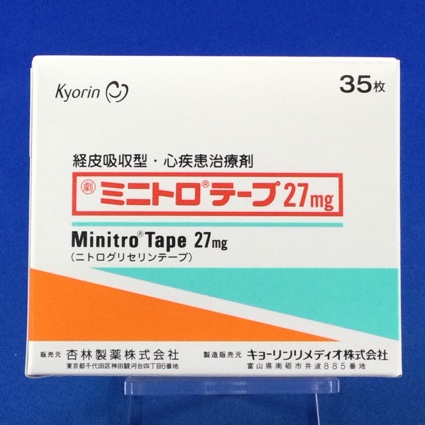 Kyorin
35枚
経皮吸収型・心疾患治療剤
劇 ミニトロ®テープ27mg
Minitro® Tape 27mg
(ニトログリセリンテープ)
販売元 杏林製薬株式会社
東京都千代田区神田駿河台四丁目6番地
製造販売元 キョーリンリメディオ株式会社
富山県南砺市井波885番地